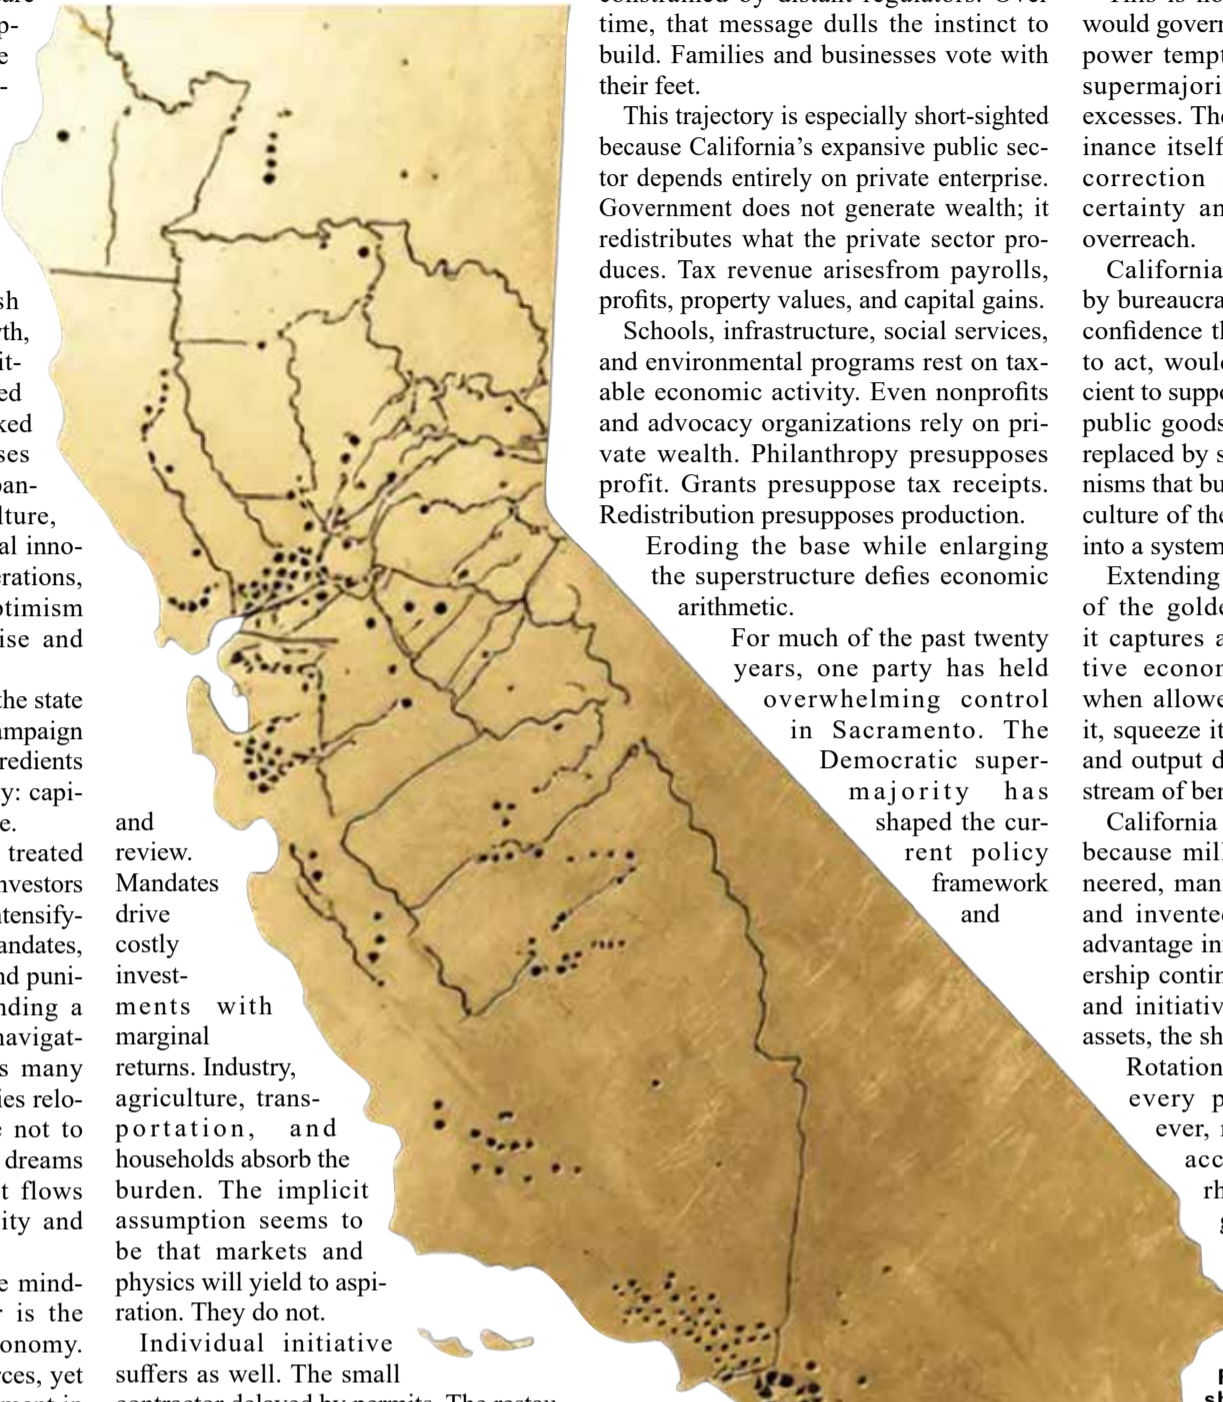 p-
e
-
sh
th,
it-
ed
ked
ses
pan-
lture,
al inno-
erations,
ptimism
ise and
the state
ampaign
redients
y: capi-
e.
treated
nvestors
tensify-
andates,
nd puni-
nding a
navigat-
s many
ies relo-
e not to
dreams
t flows
ity and
e mind-
r is the
onomy.
rces, yet
and
review.
Mandates
drive
costly
invest-
ments with
marginal
returns. Industry,
agriculture, trans-
portation, and
households absorb the
burden. The implicit
assumption seems to
be that markets and
physics will yield to aspi-
ration. They do not.
Individual initiative
suffers as well. The small
contractor delayed by permits. The restau-
constrained by distant regulators. Over
time, that message dulls the instinct to
build. Families and businesses vote with
their feet.
This trajectory is especially short-sighted
because California’s expansive public sec-
tor depends entirely on private enterprise.
Government does not generate wealth; it
redistributes what the private sector pro-
duces. Tax revenue arisesfrom payrolls,
profits, property values, and capital gains.
Schools, infrastructure, social services,
and environmental programs rest on tax-
able economic activity. Even nonprofits
and advocacy organizations rely on pri-
vate wealth. Philanthropy presupposes
profit. Grants presuppose tax receipts.
Redistribution presupposes production.
Eroding the base while enlarging
the superstructure defies economic
arithmetic.
For much of the past twenty
years, one party has held
overwhelming control
in Sacramento. The
Democratic super-
majority has
shaped the cur-
rent policy
framework
and
would govern
power tempt
supermajori
excesses. The
inance itself
correction
certainty an
overreach.
California
by bureaucra
confidence th
to act, would
cient to suppo
public goods
replaced by s
nisms that bu
culture of the
into a system
Extending
of the golde
it captures a
tive econom
when allowe
it, squeeze it
and output d
stream of ben
California
because mill
neered, man
and invente
advantage in
ership contin
and initiativ
assets, the sh
Rotation
every p
ever, r
acc
rh
g